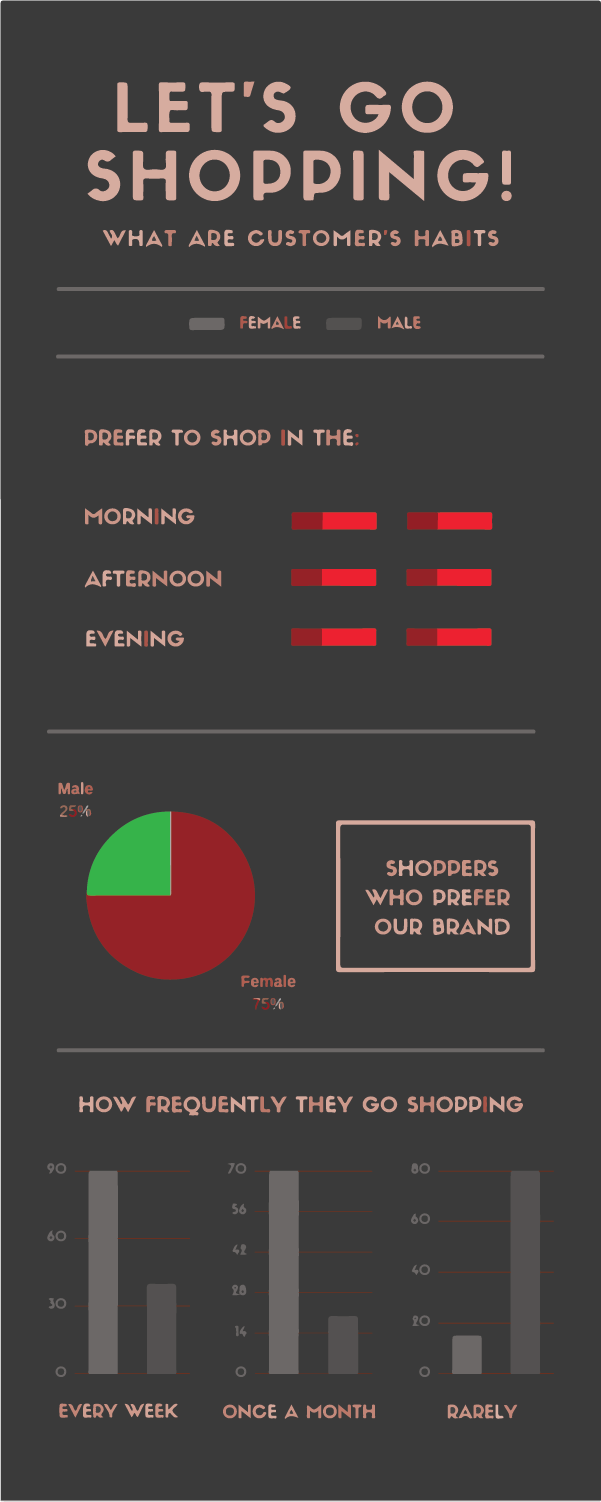 LET'S GO
SHOPPING!
WHAT ARE CUSTOMER'S HABITS
FEMALE MALE
PREFER TO SHOP IN THE:
MORNING
AFTERNOON
EVENING
Male
25%
SHOPPERS
WHO PREFER
OUR BRAND
Female
75%
HOW FREQUENTLY THEY GO SHOPPING
90
60
30
0
EVERY WEEK
70
56
42
28
14
0
ONCE A MONTH
80
60
40
20
0
RARELY